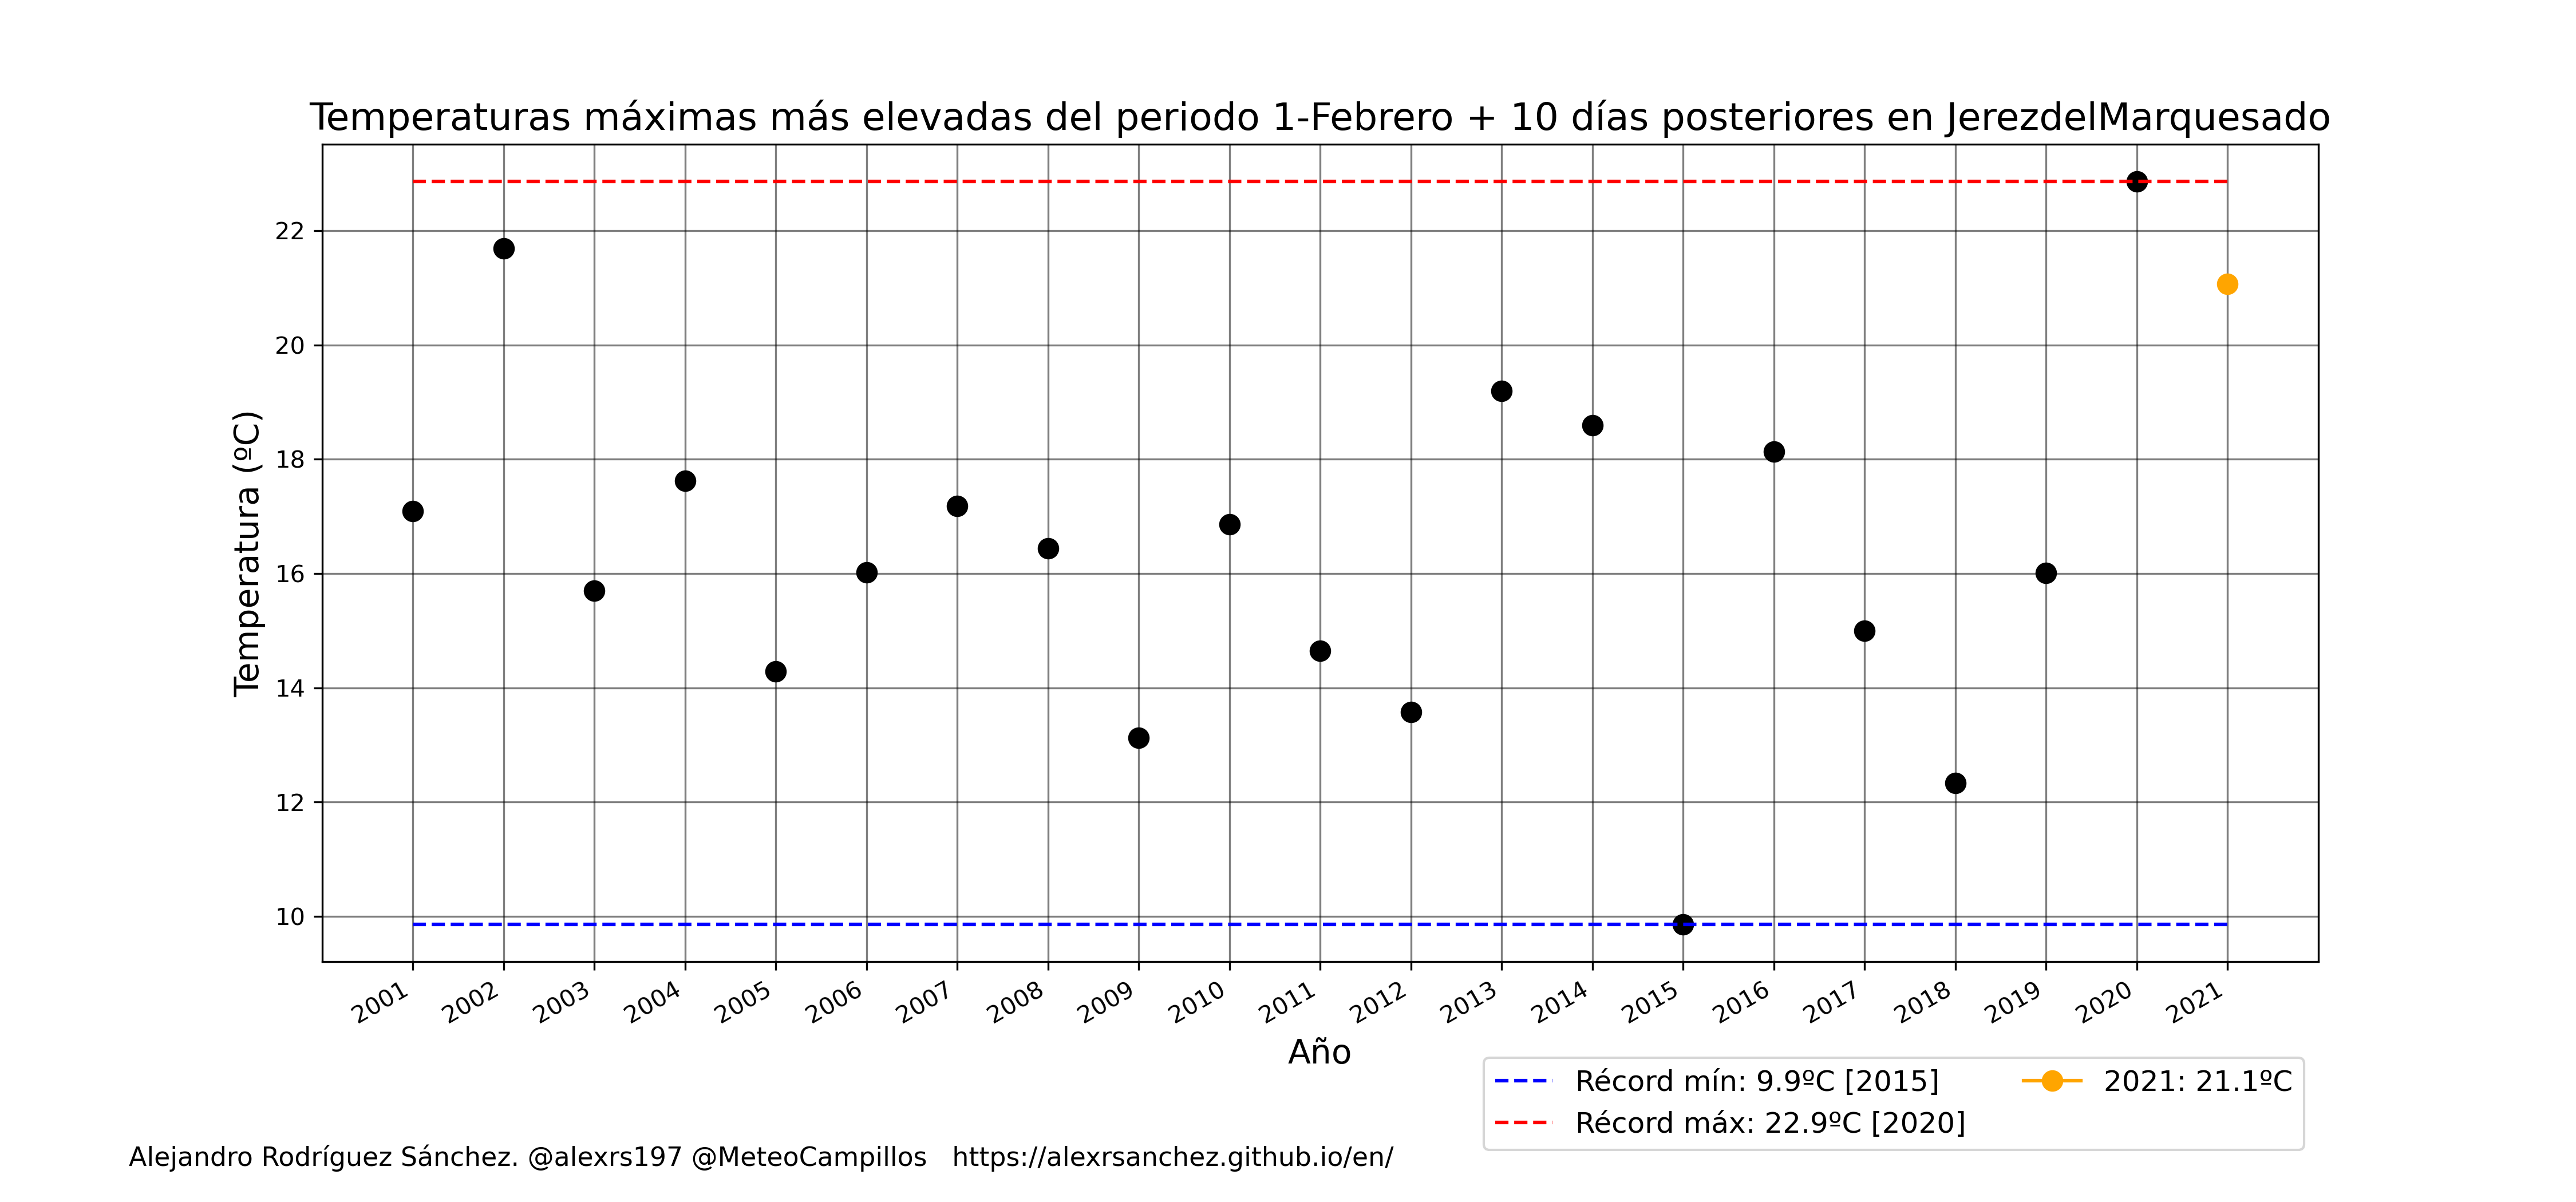 Temperaturas máximas más elevadas del periodo 1-Febrero + 10 días posteriores en JerezdelMarquesado
Temperatura (ºC)
22
20
18
16
14
12
10
2001 2002 2003 2004 2005 2006 2007 2008 2009 2010 2011 2012 2013 2014 2015 2016 2017 2018 2019 2020 2021
Año
Récord mín: 9.9ºC [2015]
Récord máx: 22.9ºC [2020]
2021: 21.1ºC
Alejandro Rodríguez Sánchez. @alexrs197 @MeteoCampillos https://alexrsanchez.github.io/en/